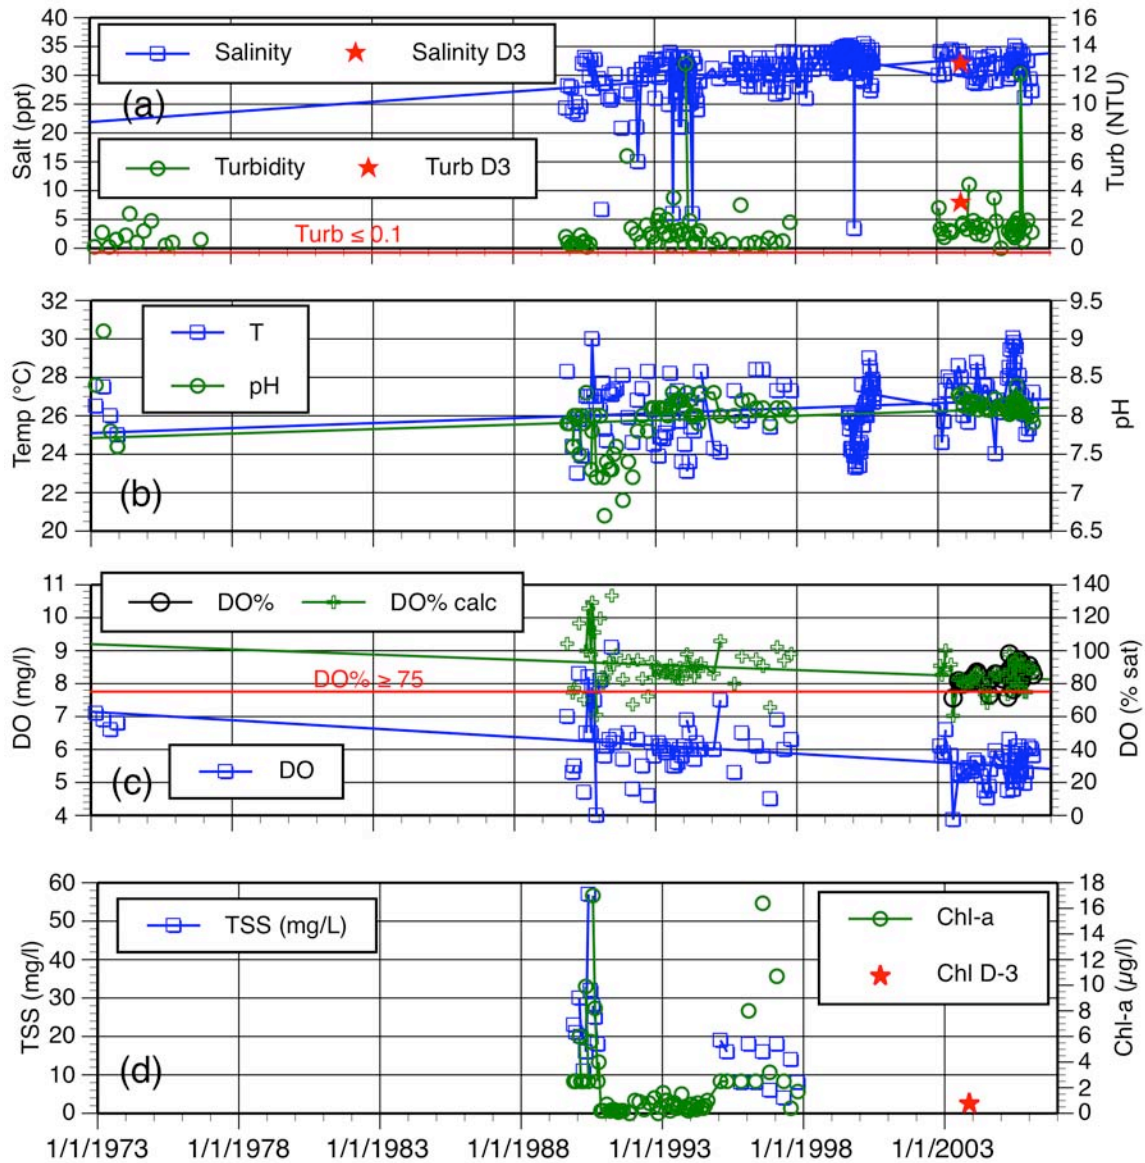 Salinity Salinity D3
(a)
Turbidity Turb D3
Turb ≤ 0.1
Salt (ppt)
40
35
30
25
20
15
10
5
0
Turb (NTU)
16
14
12
10
8
6
4
2
0
T
pH
(b)
Temp (°C)
32
30
28
26
24
22
20
pH
9.5
9
8.5
8
7.5
7
6.5
DO% DO% calc
DO% ≥ 75
DO
(c)
DO (mg/l)
11
10
9
8
7
6
5
4
DO (% sat)
140
120
100
80
60
40
20
0
TSS (mg/L)
Chl-a
Chl D-3
(d)
TSS (mg/l)
60
50
40
30
20
10
0
Chl-a (µg/l)
18
16
14
12
10
8
6
4
2
0
1/1/1973 1/1/1978 1/1/1983 1/1/1988 1/1/1993 1/1/1998 1/1/2003